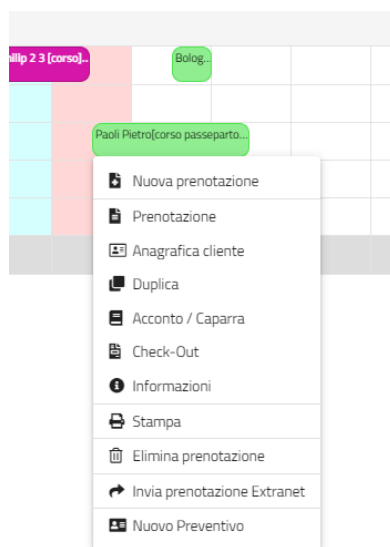 hilip 2 3 [corso]..
Bolog..
Paoli Pietro[corso passeparto...
Nuova prenotazione
Prenotazione
Anagrafica cliente
Duplica
Acconto / Caparra
Check-Out
Informazioni
Stampa
Elimina prenotazione
Invia prenotazione Extranet
Nuovo Preventivo